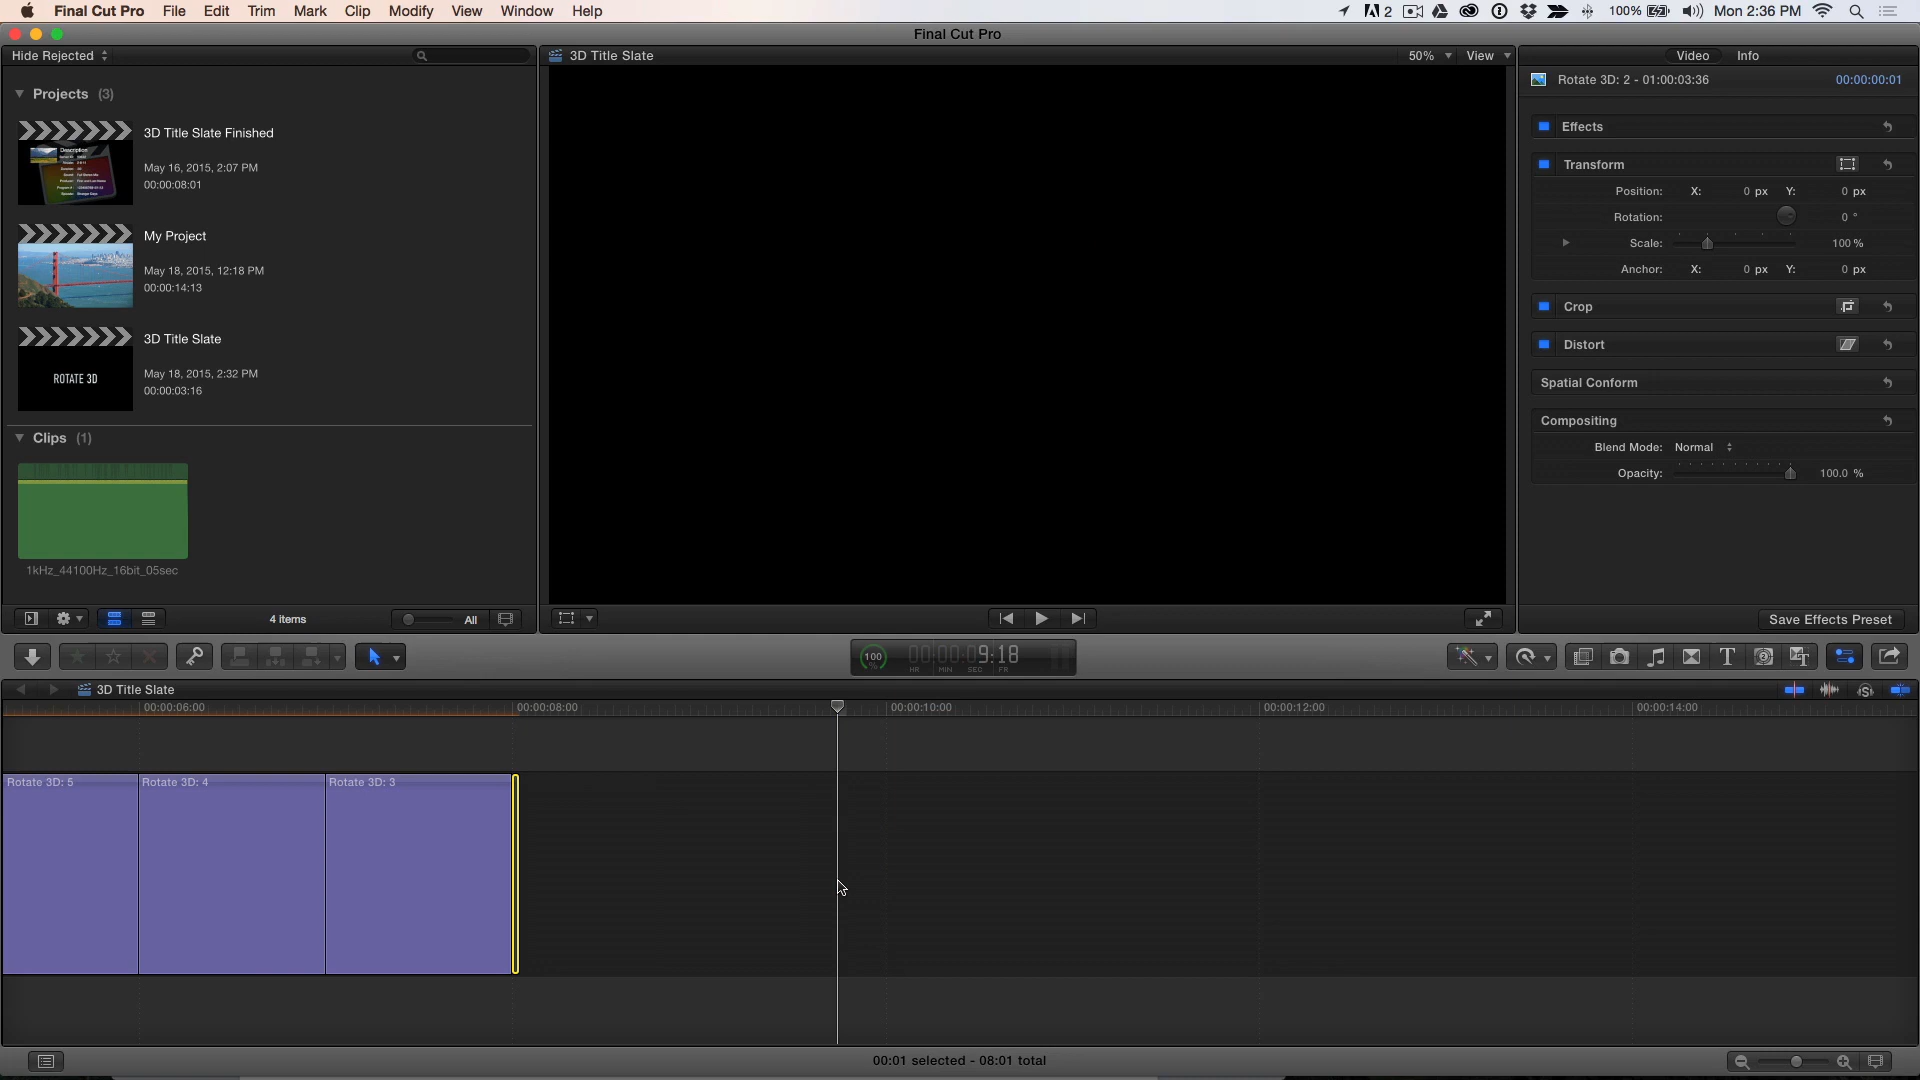 Final Cut Pro File Edit Trim Mark Clip Modify View Window Help 2 100% Mon 2:36 PM
Final Cut Pro
Hide Rejected
3D Title Slate 50% View
Video Info
Rotate 3D: 2 - 01:00:03:36 00:00:00:01
Projects (3)
3D Title Slate Finished
May 16, 2015, 2:07 PM
00:00:08:01
Description
My Project
May 18, 2015, 12:18 PM
00:00:14:13
3D Title Slate
May 18, 2015, 2:32 PM
00:00:03:16
ROTATE 3D
Clips (1)
1kHz_44100Hz_16bit_05sec
4 items All
Effects
Transform
Position: X: 0 px Y: 0 px
Rotation: 0 °
Scale: 100 %
Anchor: X: 0 px Y: 0 px
Crop
Distort
Spatial Conform
Compositing
Blend Mode: Normal
Opacity: 100.0 %
Save Effects Preset
100 % 00:00:09:18
HR MIN SEC FR
3D Title Slate
00:00:06:00 00:00:08:00 00:00:10:00 00:00:12:00 00:00:14:00
Rotate 3D: 5 Rotate 3D: 4 Rotate 3D: 3
00:01 selected - 08:01 total